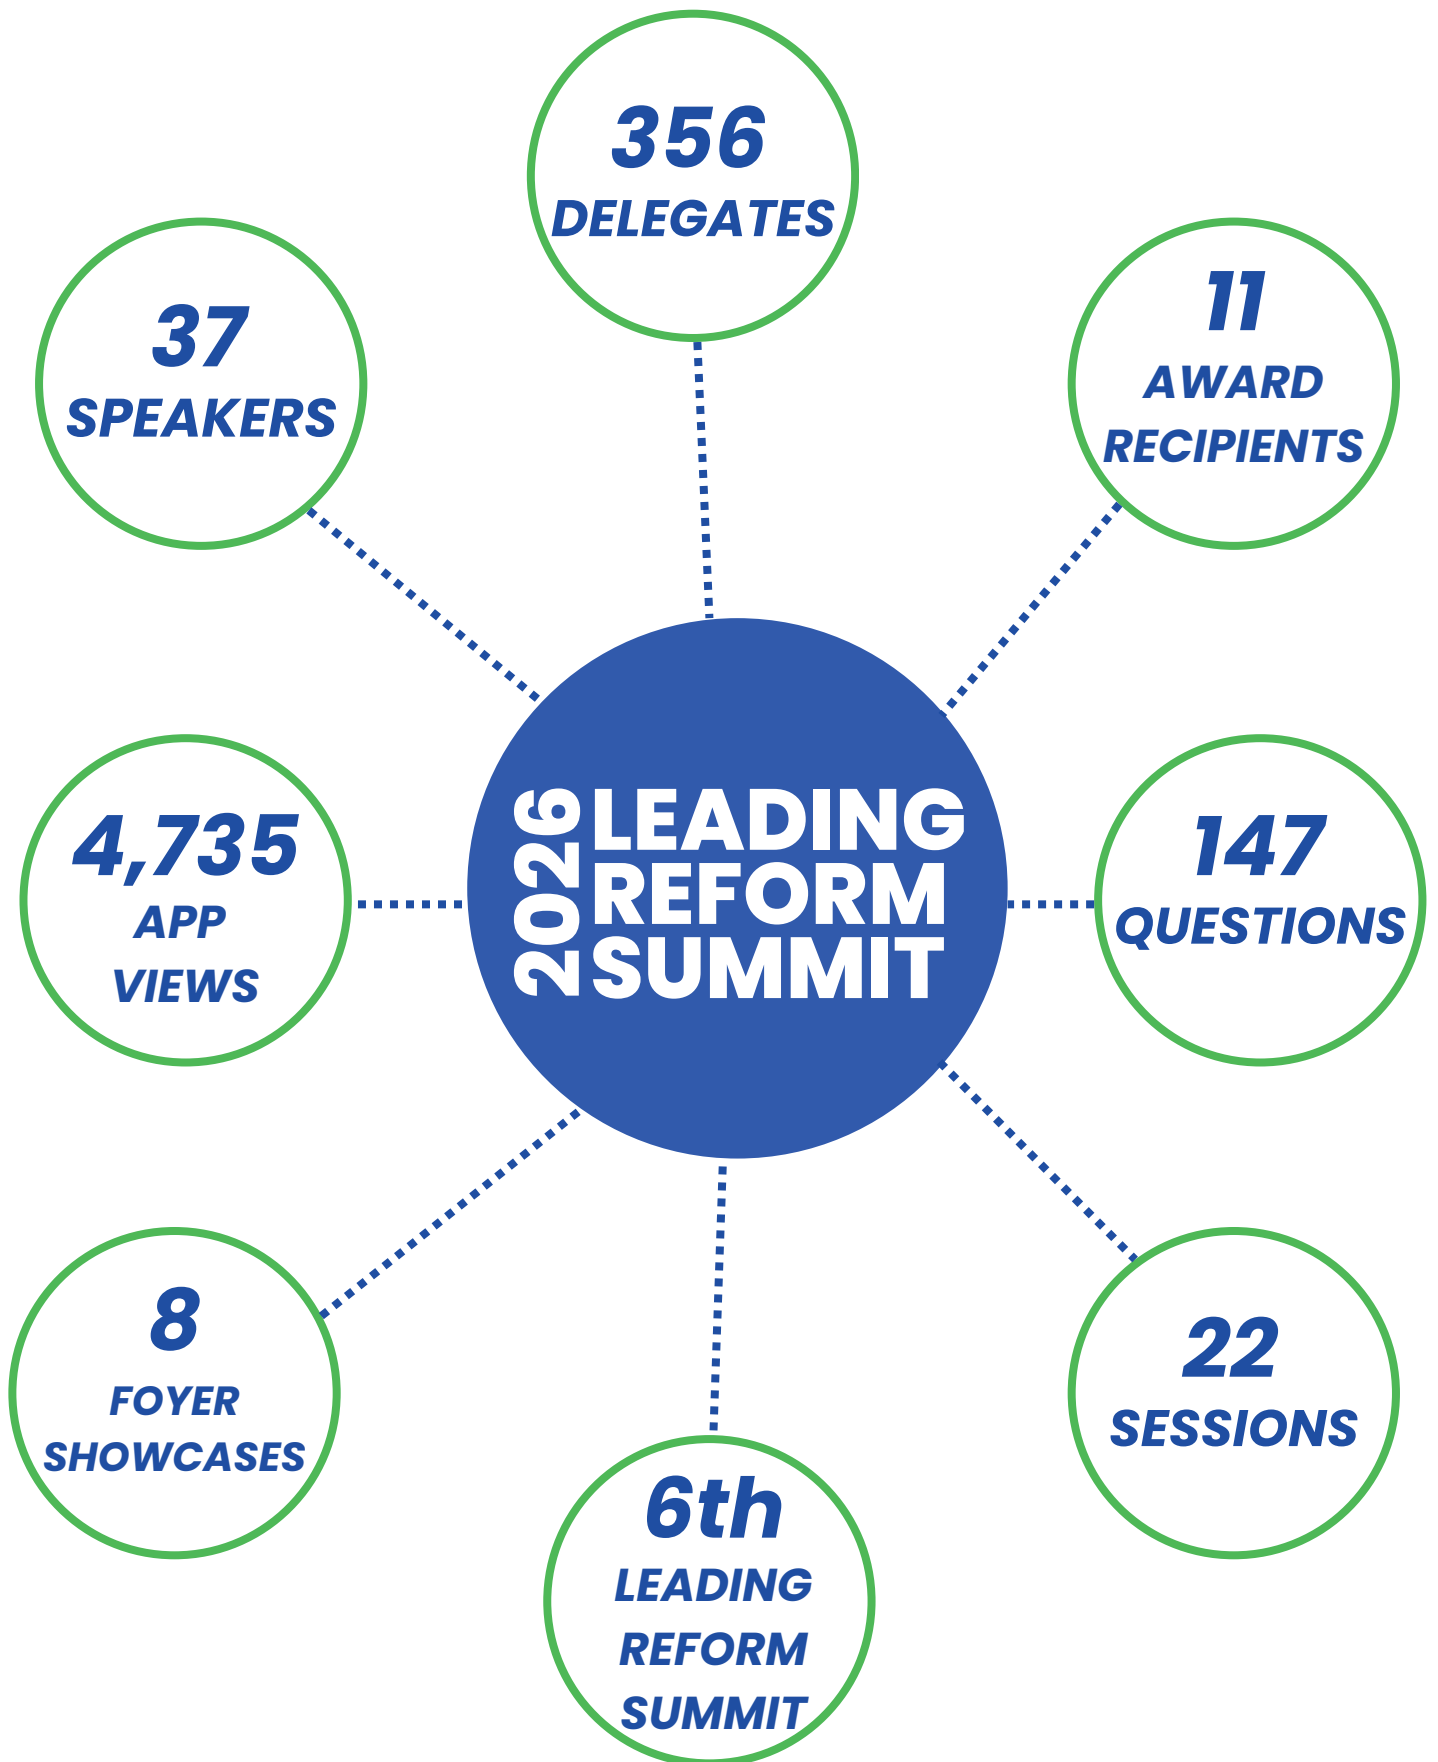 356
DELEGATES
37
SPEAKERS
11
AWARD
RECIPIENTS
4,735
APP
VIEWS
2026
LEADING
REFORM
SUMMIT
147
QUESTIONS
8
FOYER
SHOWCASES
22
SESSIONS
6th
LEADING
REFORM
SUMMIT